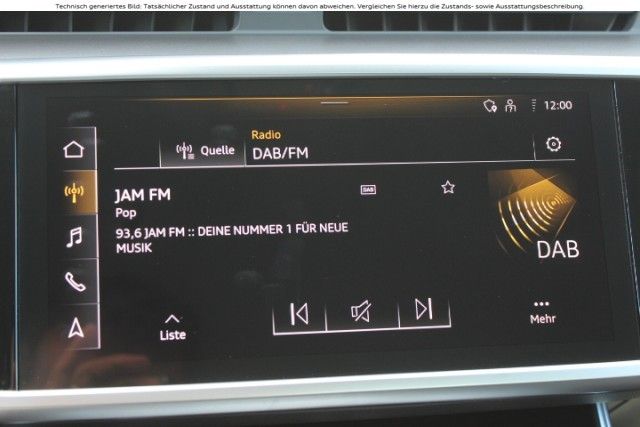 Technisch generiertes Bild: Tatsächlicher Zustand und Ausstattung können davon abweichen. Vergleichen Sie hierzu die Zustands- sowie Ausstattungsbeschreibung.
12:00
Radio
Quelle
DAB/FM
JAM FM
DAB
Pop
93,6 JAM FM :: DEINE NUMMER 1 FÜR NEUE
MUSIK
DAB
Liste
Mehr